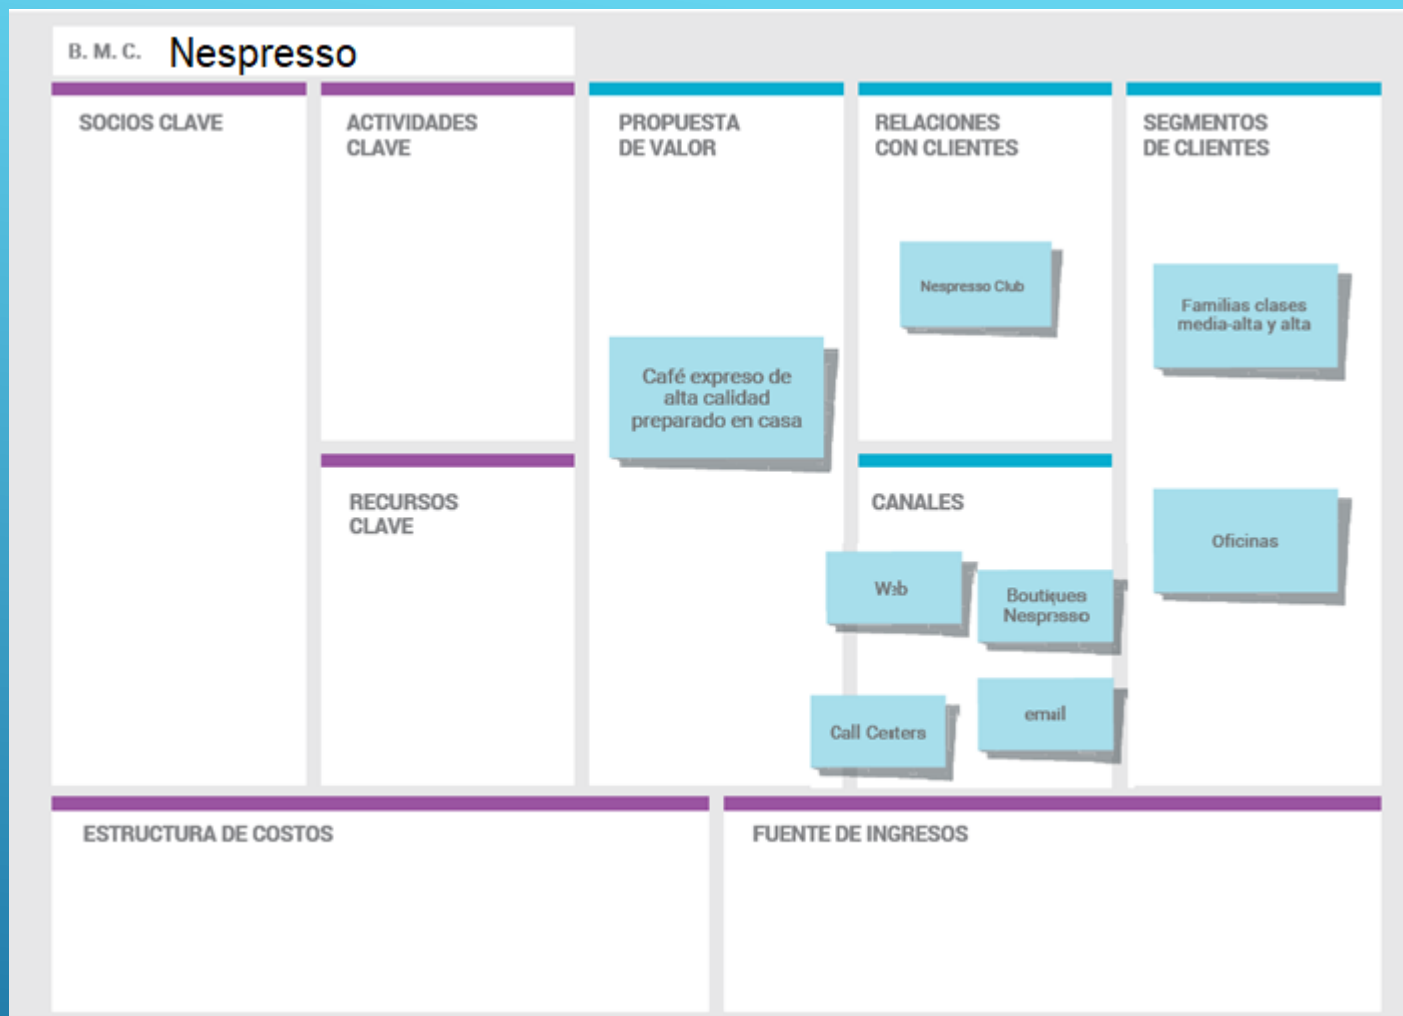 B. M. C. Nespresso
SOCIOS CLAVE
ACTIVIDADES
CLAVE
RECURSOS
CLAVE
PROPUESTA
DE VALOR
Café expreso de
alta calidad
preparado en casa
RELACIONES
CON CLIENTES
Nespresso Club
CANALES
Web
Boutiques
Nespresso
Call Centers
email
SEGMENTOS
DE CLIENTES
Familias clases
media-alta y alta
Oficinas
ESTRUCTURA DE COSTOS
FUENTE DE INGRESOS